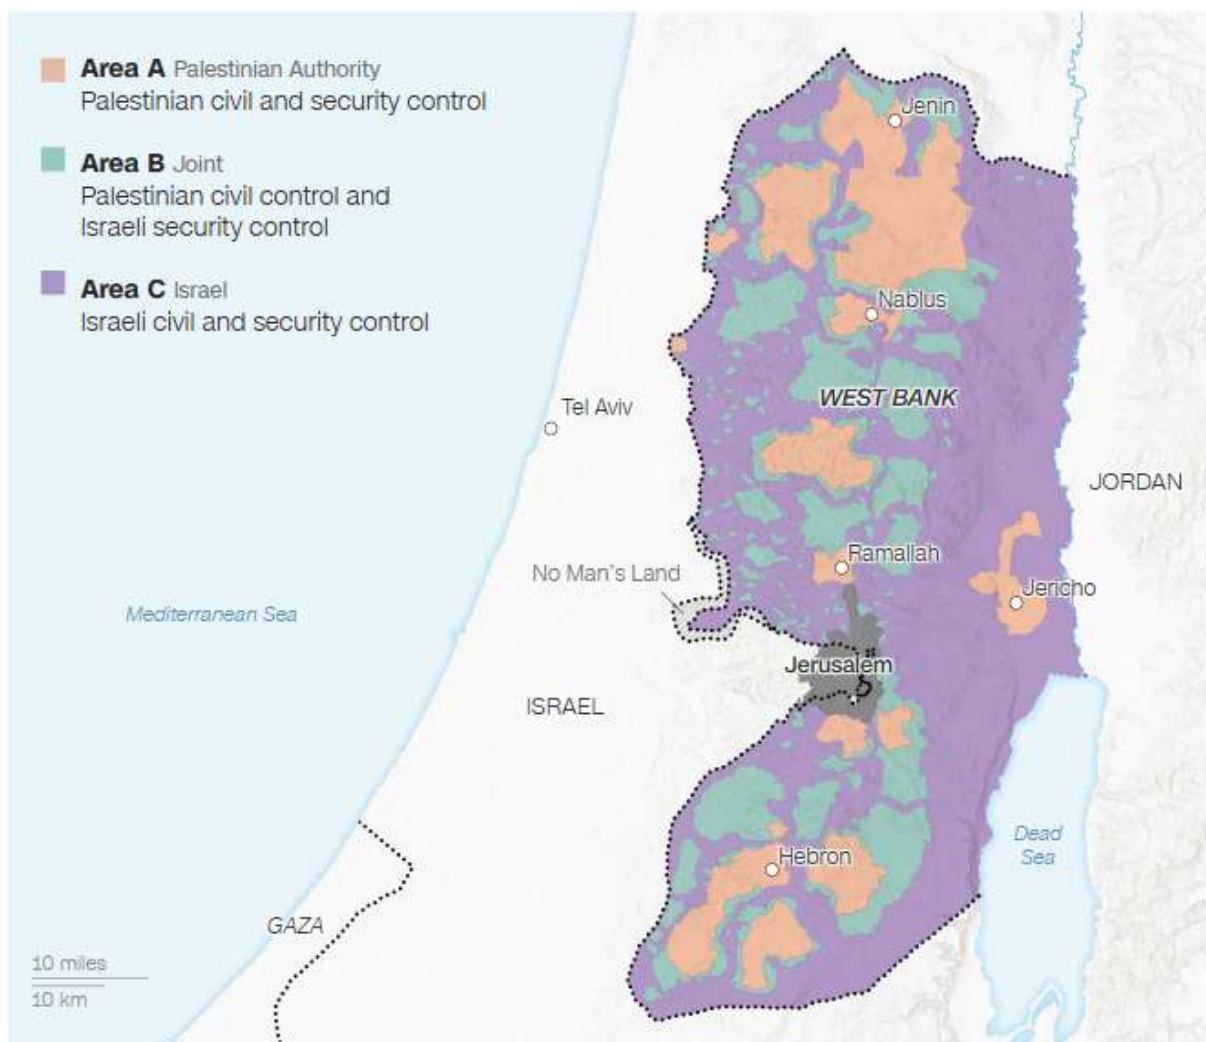 Area A Palestinian Authority
Palestinian civil and security control
Area B Joint
Palestinian civil control and
Israeli security control
Area C Israel
Israeli civil and security control
Jenin
Nablus
WEST BANK
Tel Aviv
JORDAN
Ramallah
No Man's Land
Jericho
Mediterranean Sea
Jerusalem
ISRAEL
Dead
Sea
Hebron
GAZA
10 miles
10 km